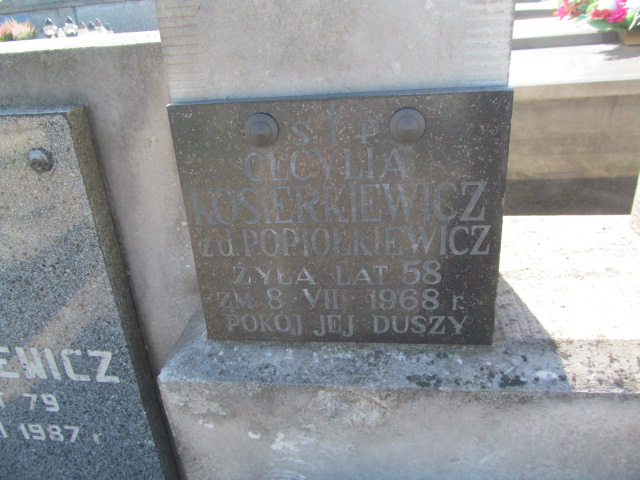 Ś I P
CECYLIA
KOSIERKIEWICZ
z d. POPIOŁKIEWICZ
ŻYŁA LAT 58
ZM. 8 VII 1968 r.
POKÓJ JEJ DUSZY
EWICZ
79
1987 r